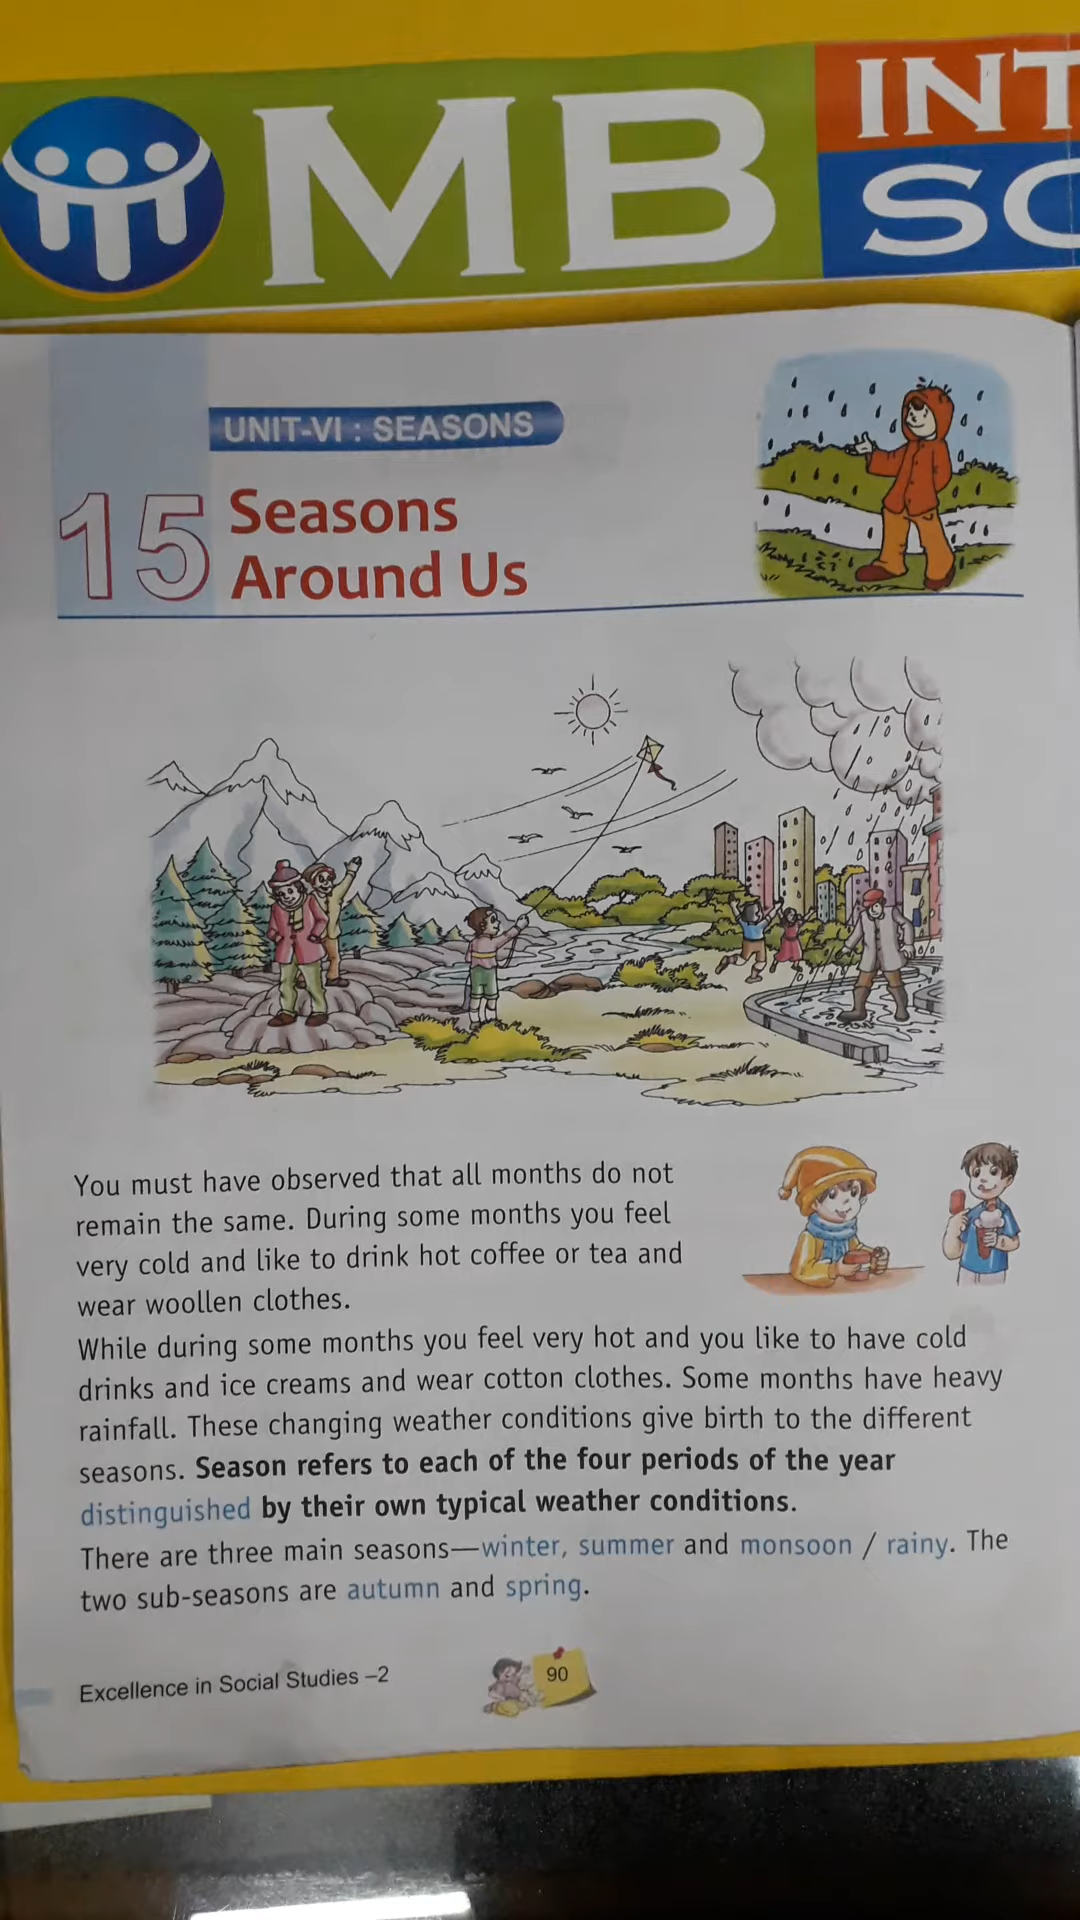 MB
INT
SC
UNIT-VI : SEASONS
15
Seasons
Around Us
You must have observed that all months do not
remain the same. During some months you feel
very cold and like to drink hot coffee or tea and
wear woollen clothes.
While during some months you feel very hot and you like to have cold
drinks and ice creams and wear cotton clothes. Some months have heavy
rainfall. These changing weather conditions give birth to the different
seasons. Season refers to each of the four periods of the year
distinguished by their own typical weather conditions.
There are three main seasons—winter, summer and monsoon / rainy. The
two sub-seasons are autumn and spring.
Excellence in Social Studies –2
90